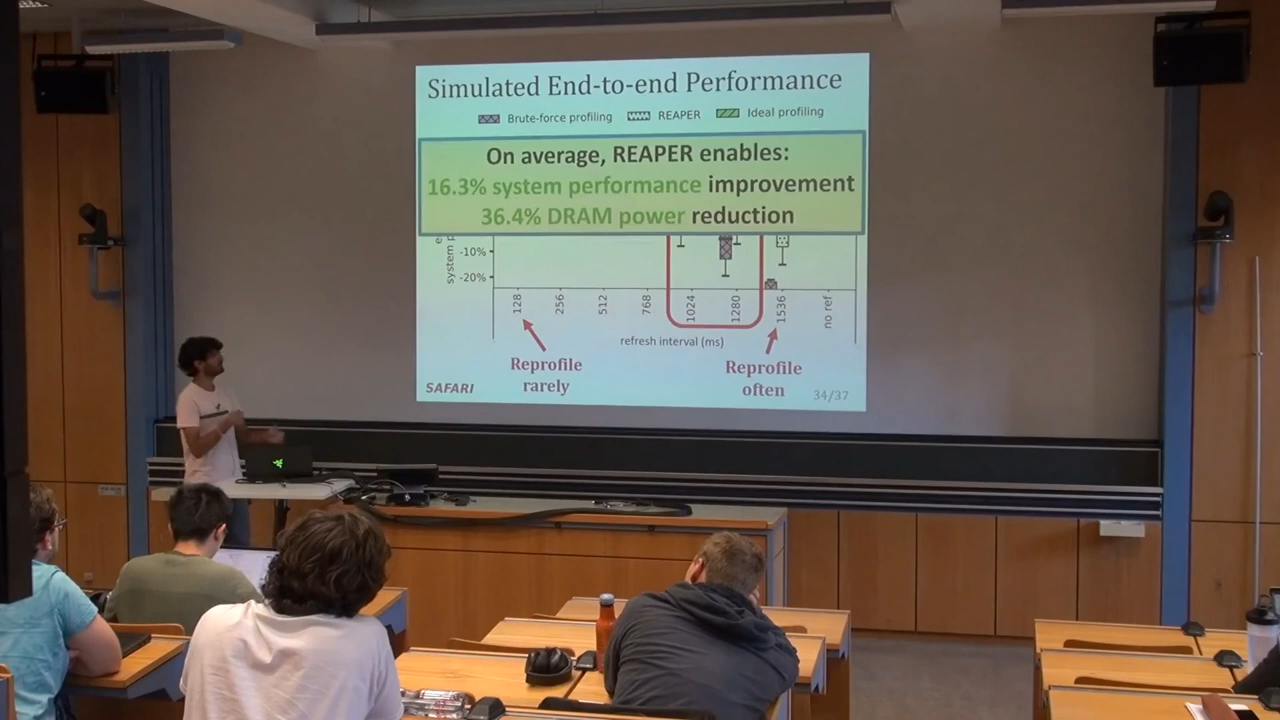 Simulated End-to-end Performance
Brute-force profiling REAPER Ideal profiling
On average, REAPER enables:
16.3% system performance improvement
36.4% DRAM power reduction
-10%
-20%
128 256 512 768 1024 1280 1536 no ref
refresh interval (ms)
Reprofile
rarely
Reprofile
often
SAFARI
34/37